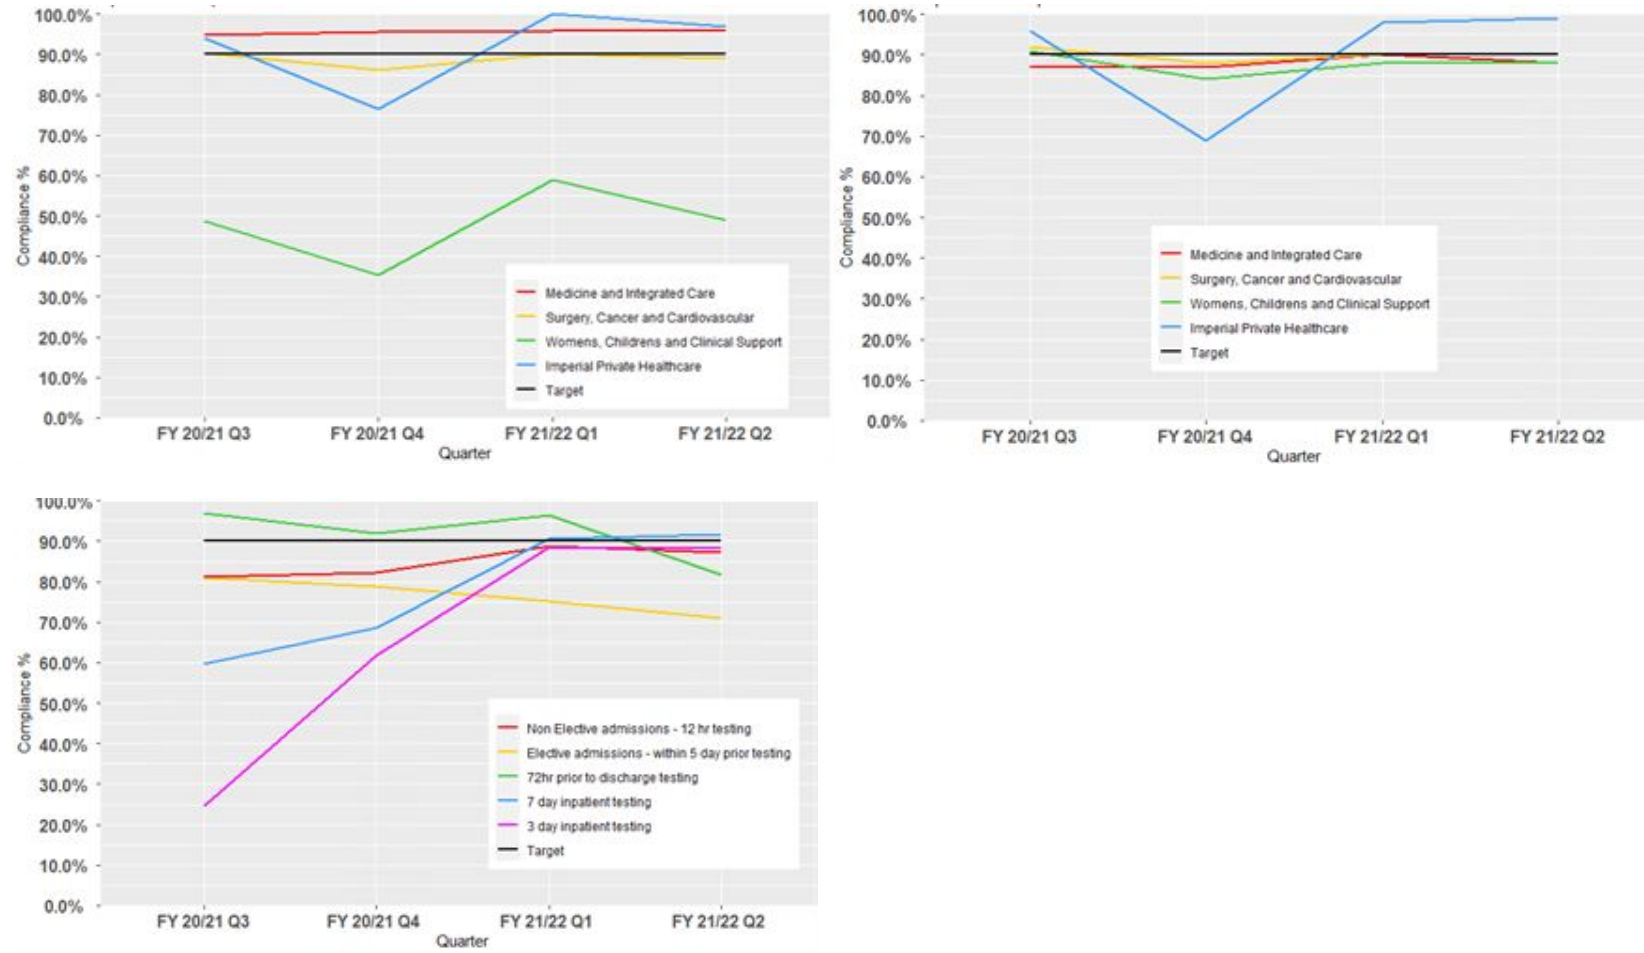 100.0%
90.0%
80.0%
70.0%
60.0%
50.0%
40.0%
30.0%
20.0%
10.0%
0.0%
Compliance %
Medicine and Integrated Care
Surgery, Cancer and Cardiovascular
Womens, Childrens and Clinical Support
Imperial Private Healthcare
Target
FY 20/21 Q3 FY 20/21 Q4 FY 21/22 Q1 FY 21/22 Q2
Quarter
100.0%
90.0%
80.0%
70.0%
60.0%
50.0%
40.0%
30.0%
20.0%
10.0%
0.0%
Compliance %
Medicine and Integrated Care
Surgery, Cancer and Cardiovascular
Womens, Childrens and Clinical Support
Imperial Private Healthcare
Target
FY 20/21 Q3 FY 20/21 Q4 FY 21/22 Q1 FY 21/22 Q2
Quarter
100.0%
90.0%
80.0%
70.0%
60.0%
50.0%
40.0%
30.0%
20.0%
10.0%
0.0%
Compliance %
Non Elective admissions - 12 hr testing
Elective admissions - within 5 day prior testing
72hr prior to discharge testing
7 day inpatient testing
3 day inpatient testing
Target
FY 20/21 Q3 FY 20/21 Q4 FY 21/22 Q1 FY 21/22 Q2
Quarter